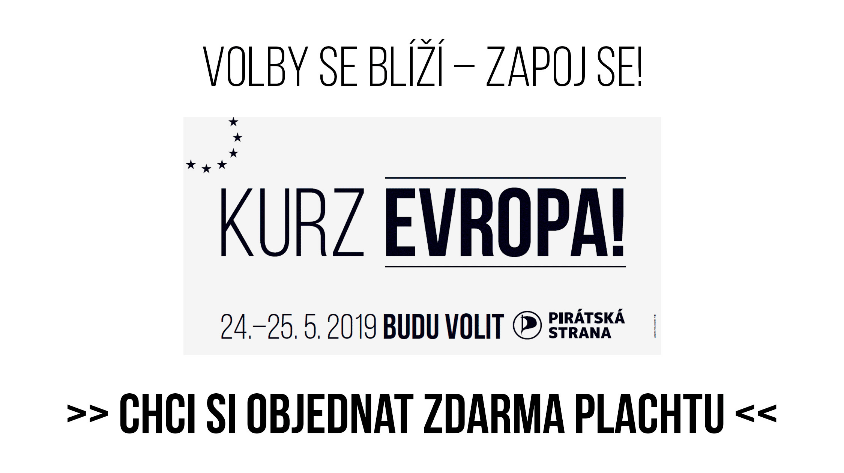 VOLBY SE BLÍŽÍ – ZAPOJ SE!
KURZ EVROPA!
24.–25. 5. 2019 BUDU VOLIT PIRÁTSKÁ
STRANA
>> CHCI SI OBJEDNAT ZDARMA PLACHTU <<